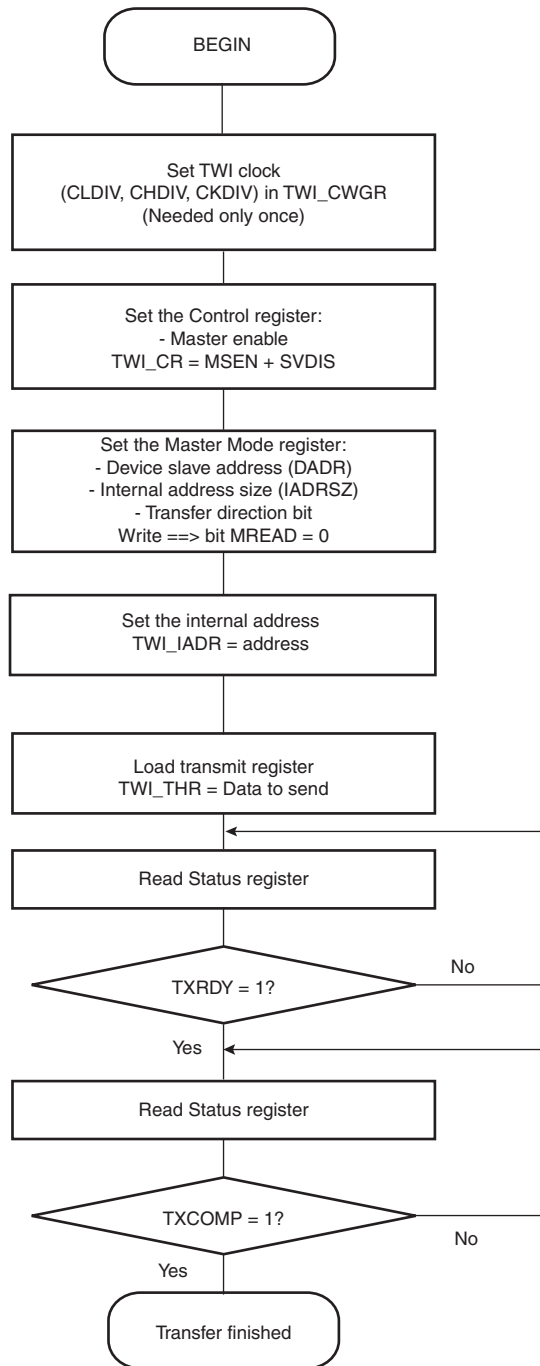 BEGIN
Set TWI clock
(CLDIV, CHDIV, CKDIV) in TWI_CWGR
(Needed only once)
Set the Control register:
- Master enable
TWI_CR = MSEN + SVDIS
Set the Master Mode register:
- Device slave address (DADR)
- Internal address size (IADRSZ)
- Transfer direction bit
Write ==> bit MREAD = 0
Set the internal address
TWI_IADR = address
Load transmit register
TWI_THR = Data to send
Read Status register
No
TXRDY = 1?
Yes
Read Status register
TXCOMP = 1?
No
Yes
Transfer finished